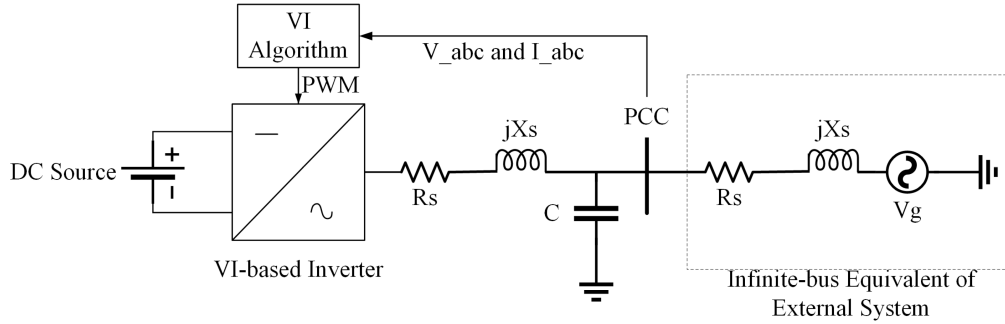 VI
Algorithm
V_abc and I_abc
PWM
PCC
DC Source
+
−
Rs
jXs
C
Rs
jXs
Vg
VI-based Inverter
Infinite-bus Equivalent of
External System